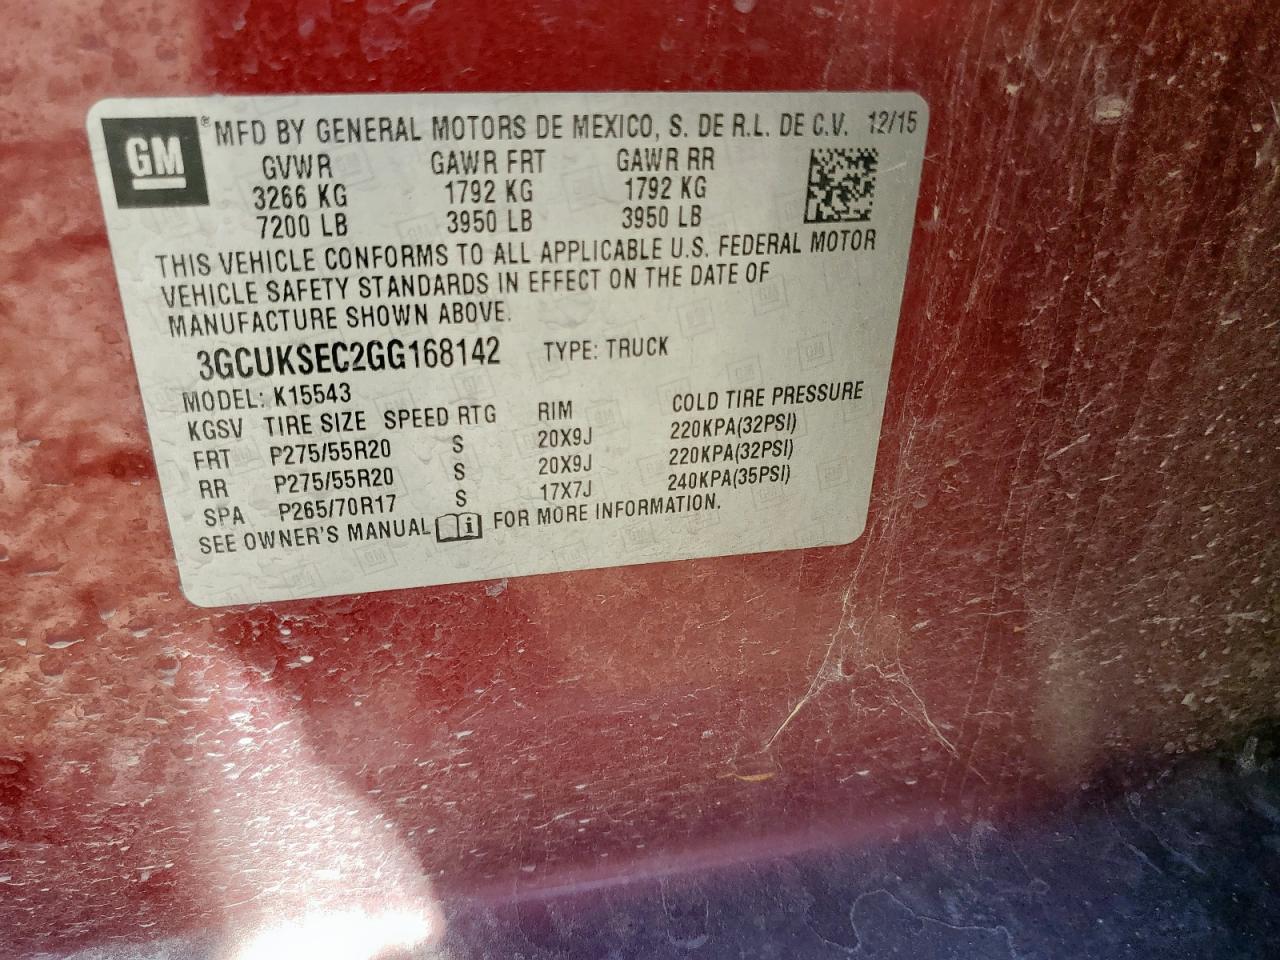 GM ® MFD BY GENERAL MOTORS DE MEXICO, S. DE R.L. DE C.V. 12/15
GVWR GAWR FRT GAWR RR
3266 KG 1792 KG 1792 KG
7200 LB 3950 LB 3950 LB
THIS VEHICLE CONFORMS TO ALL APPLICABLE U.S. FEDERAL MOTOR
VEHICLE SAFETY STANDARDS IN EFFECT ON THE DATE OF
MANUFACTURE SHOWN ABOVE.
3GCUKSEC2GG168142 TYPE: TRUCK
MODEL: K15543
KGSV TIRE SIZE SPEED RTG RIM COLD TIRE PRESSURE
FRT P275/55R20 S 20X9J 220KPA(32PSI)
RR P275/55R20 S 20X9J 220KPA(32PSI)
SPA P265/70R17 S 17X7J 240KPA(35PSI)
SEE OWNER'S MANUAL FOR MORE INFORMATION.